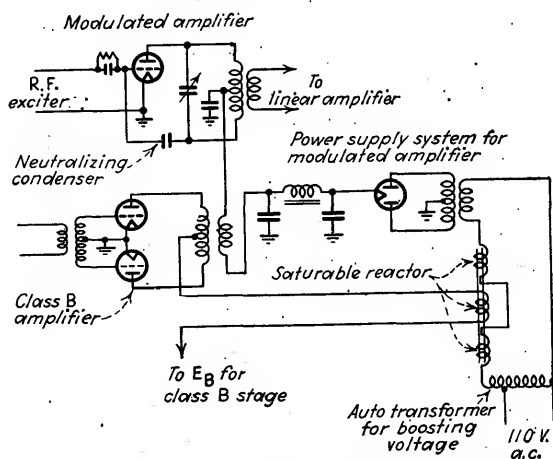 Modulated amplifier
R.F.
exciter
To
linear amplifier
Neutralizing
condenser
Power supply system for
modulated amplifier
Class B
amplifier
Saturable reactor
To EB for
class B stage
Auto transformer
for boosting
voltage
110 V.
a.c.